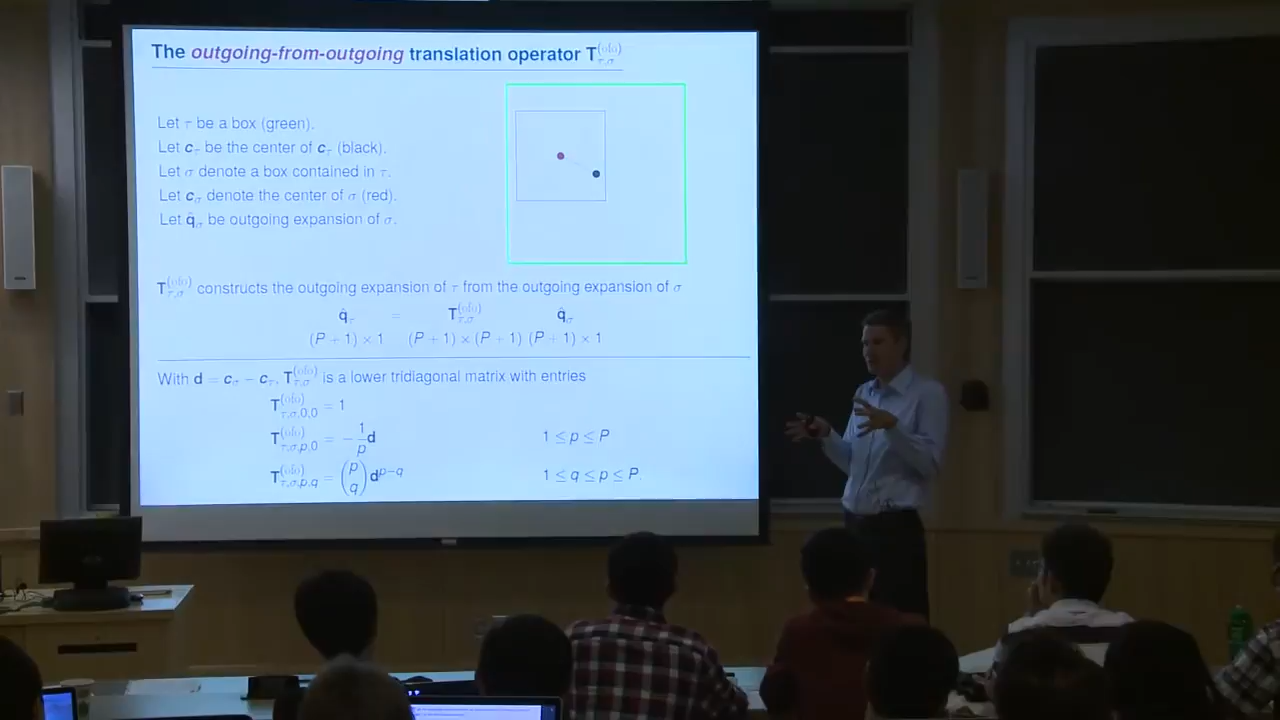 The outgoing-from-outgoing translation operator T^(ofo)_τ,σ
Let τ be a box (green).
Let c_τ be the center of c_τ (black).
Let σ denote a box contained in τ.
Let c_σ denote the center of σ (red).
Let q̂_σ be outgoing expansion of σ.
T^(ofo)_τ,σ constructs the outgoing expansion of τ from the outgoing expansion of σ
q̂_τ = T^(ofo)_τ,σ q̂_σ
(P + 1) × 1 (P + 1) × (P + 1) (P + 1) × 1
With d = c_σ − c_τ, T^(ofo)_τ,σ is a lower tridiagonal matrix with entries
T^(ofo)_τ,σ,0,0 = 1
T^(ofo)_τ,σ,p,0 = −1/p d 1 ≤ p ≤ P
T^(ofo)_τ,σ,p,q = (p q) d^p−q 1 ≤ q ≤ p ≤ P.